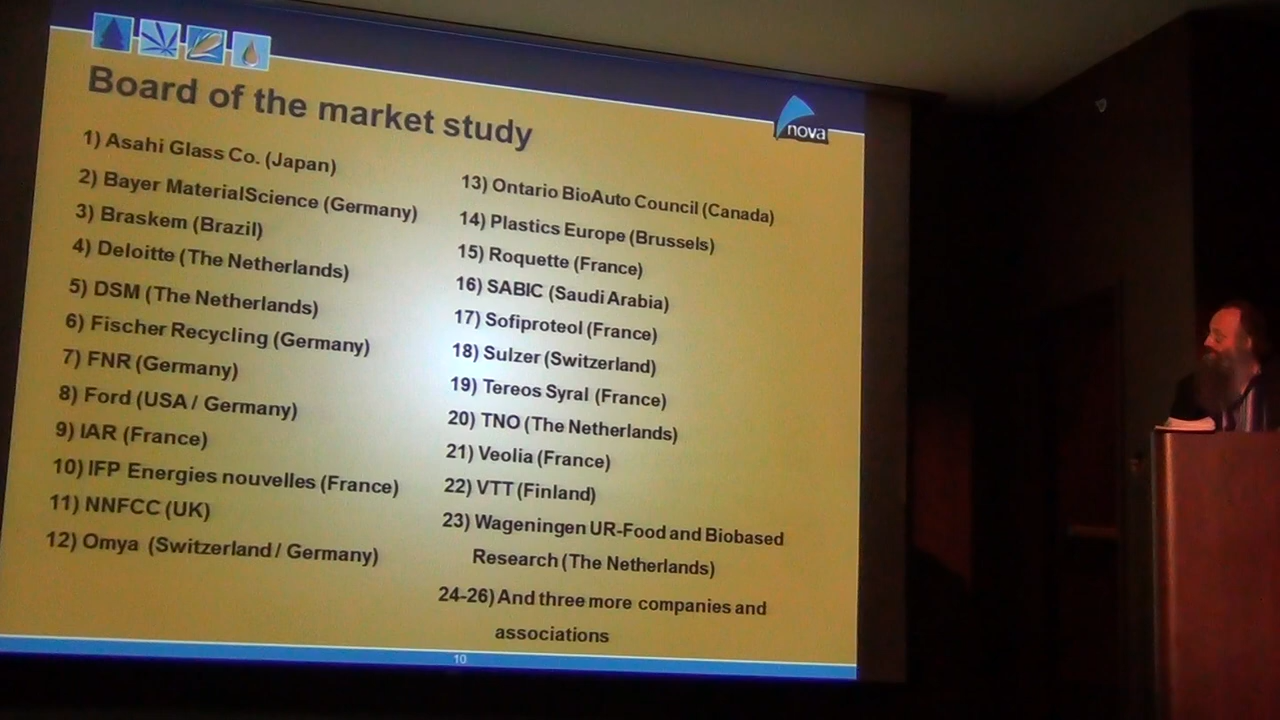 nova
Board of the market study
1) Asahi Glass Co. (Japan)
2) Bayer MaterialScience (Germany)
3) Braskem (Brazil)
4) Deloitte (The Netherlands)
5) DSM (The Netherlands)
6) Fischer Recycling (Germany)
7) FNR (Germany)
8) Ford (USA / Germany)
9) IAR (France)
10) IFP Energies nouvelles (France)
11) NNFCC (UK)
12) Omya (Switzerland / Germany)
13) Ontario BioAuto Council (Canada)
14) Plastics Europe (Brussels)
15) Roquette (France)
16) SABIC (Saudi Arabia)
17) Sofiproteol (France)
18) Sulzer (Switzerland)
19) Tereos Syral (France)
20) TNO (The Netherlands)
21) Veolia (France)
22) VTT (Finland)
23) Wageningen UR-Food and Biobased
Research (The Netherlands)
24-26) And three more companies and
associations
10